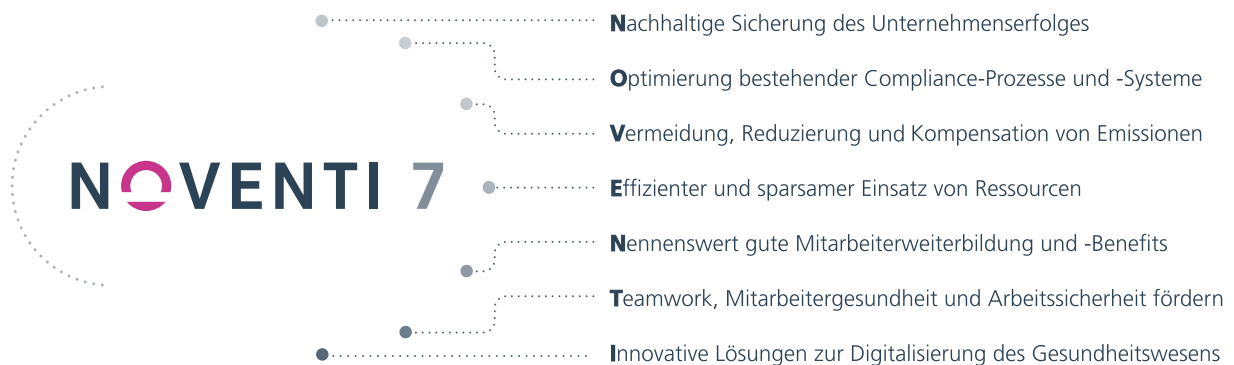 Nachhaltige Sicherung des Unternehmenserfolges
Optimierung bestehender Compliance-Prozesse und -Systeme
Vermeidung, Reduzierung und Kompensation von Emissionen
NOVENTI 7
Effizienter und sparsamer Einsatz von Ressourcen
Nennenswert gute Mitarbeiterweiterbildung und -Benefits
Teamwork, Mitarbeitergesundheit und Arbeitssicherheit fördern
Innovative Lösungen zur Digitalisierung des Gesundheitswesens